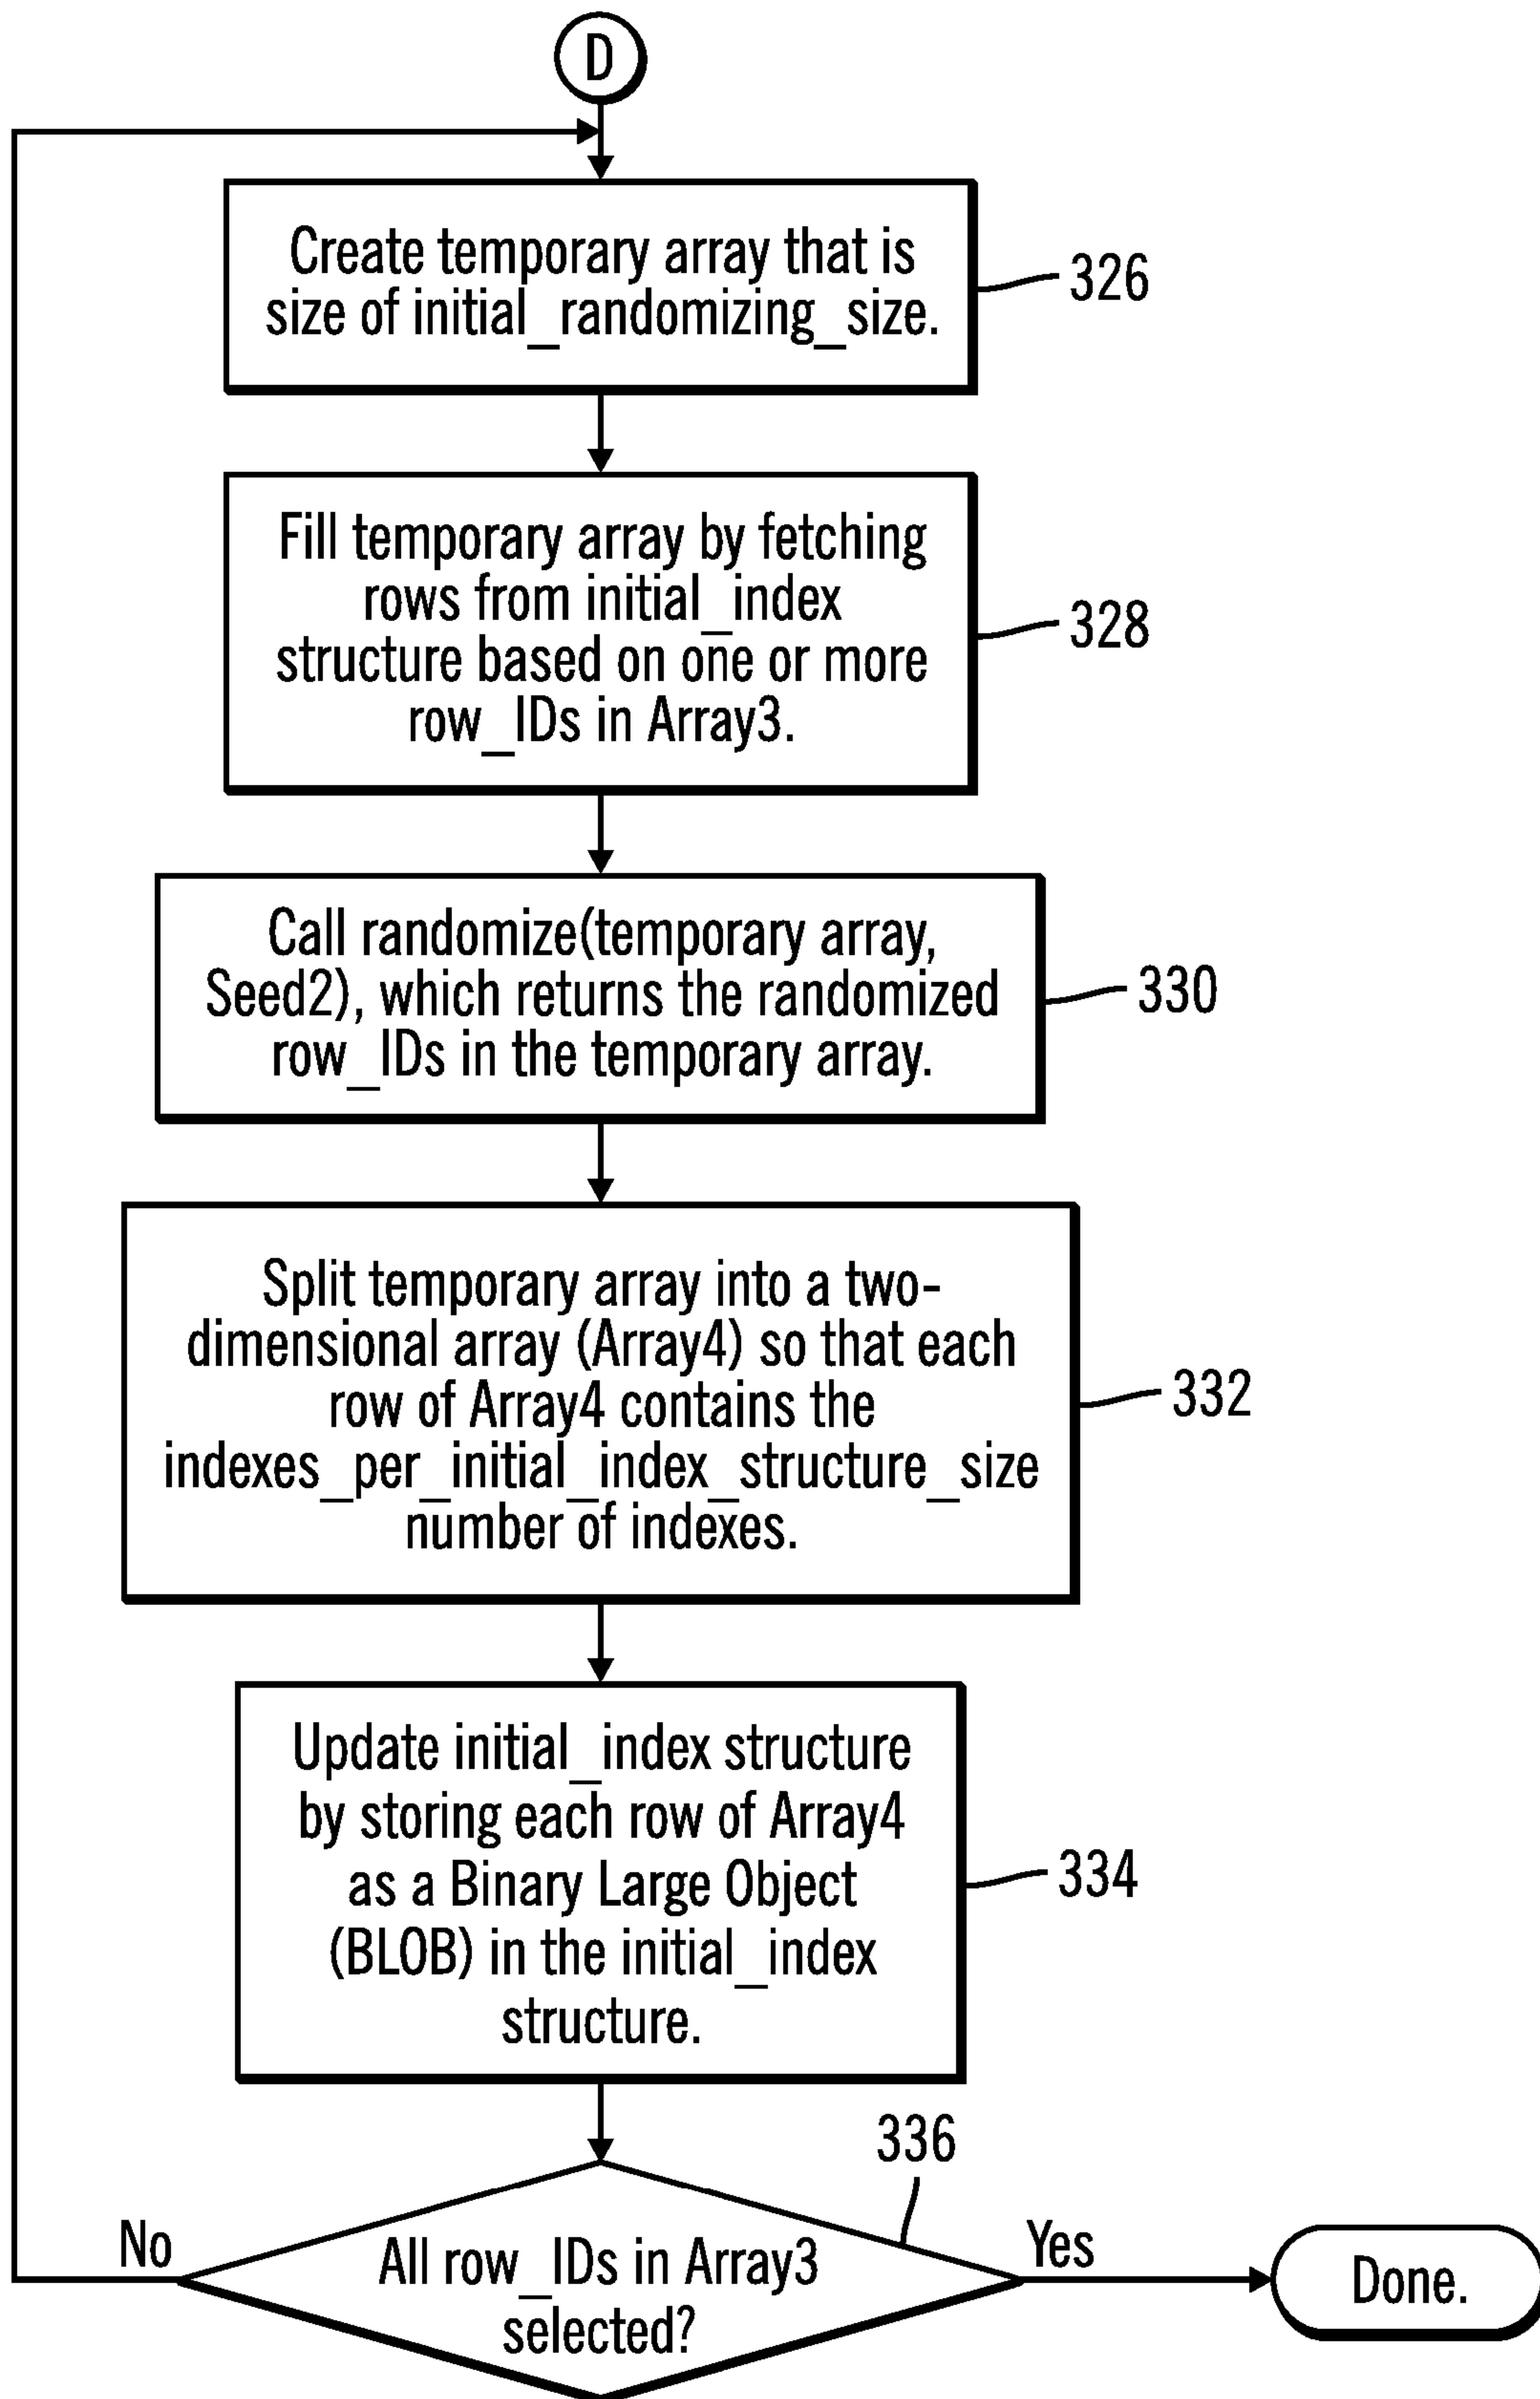 D
Create temporary array that is
size of initial_randomizing_size.
326
Fill temporary array by fetching
rows from initial_index
structure based on one or more
row_IDs in Array3.
328
Call randomize(temporary array,
Seed2), which returns the randomized
row_IDs in the temporary array.
330
Split temporary array into a two-
dimensional array (Array4) so that each
row of Array4 contains the
indexes_per_initial_index_structure_size
number of indexes.
332
Update initial_index structure
by storing each row of Array4
as a Binary Large Object
(BLOB) in the initial_index
structure.
334
336
No
All row_IDs in Array3
selected?
Yes
Done.